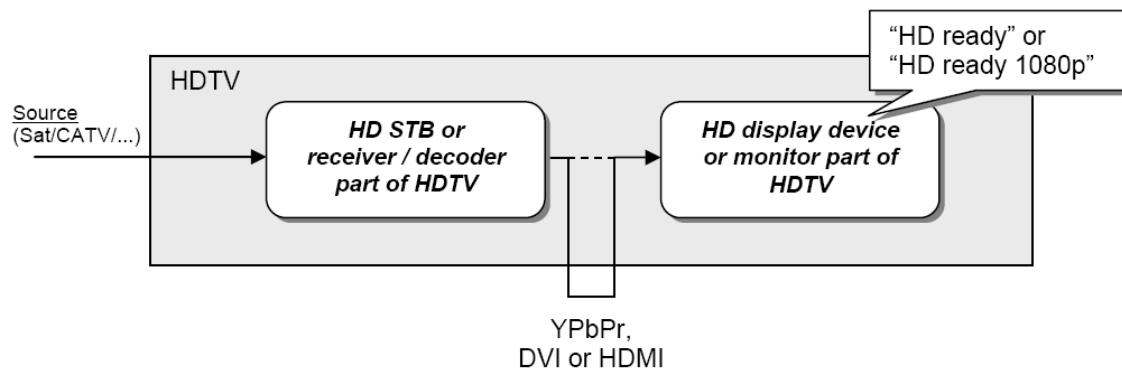 “HD ready” or
“HD ready 1080p”
HDTV
Source
(Sat/CATV/...)
HD STB or
receiver / decoder
part of HDTV
HD display device
or monitor part of
HDTV
YPbPr,
DVI or HDMI